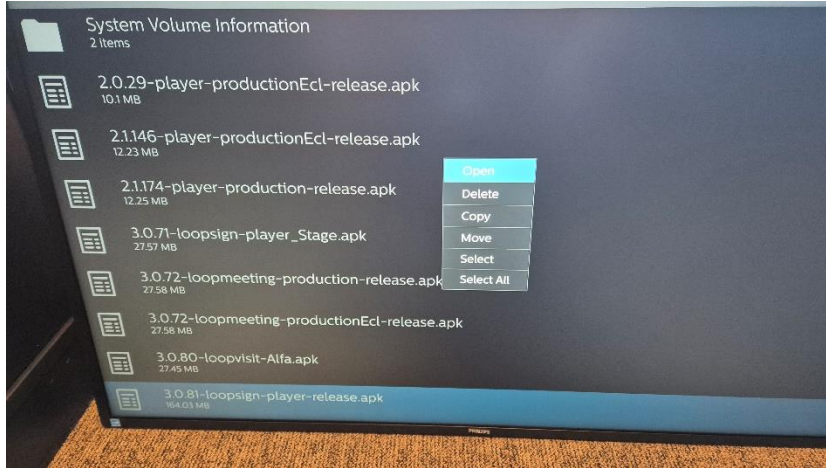 System Volume Information
2 items
2.0.29-player-productionEcl-release.apk
10.1 MB
2.1.146-player-productionEcl-release.apk
12.23 MB
2.1.174-player-production-release.apk
12.25 MB
3.0.71-loopsign-player_Stage.apk
27.57 MB
3.0.72-loopmeeting-production-release.apk
27.58 MB
3.0.72-loopmeeting-productionEcl-release.apk
27.58 MB
3.0.80-loopvisit-Alfa.apk
27.45 MB
3.0.81-loopsign-player-release.apk
164.03 MB
Open
Delete
Copy
Move
Select
Select All
PHILIPS